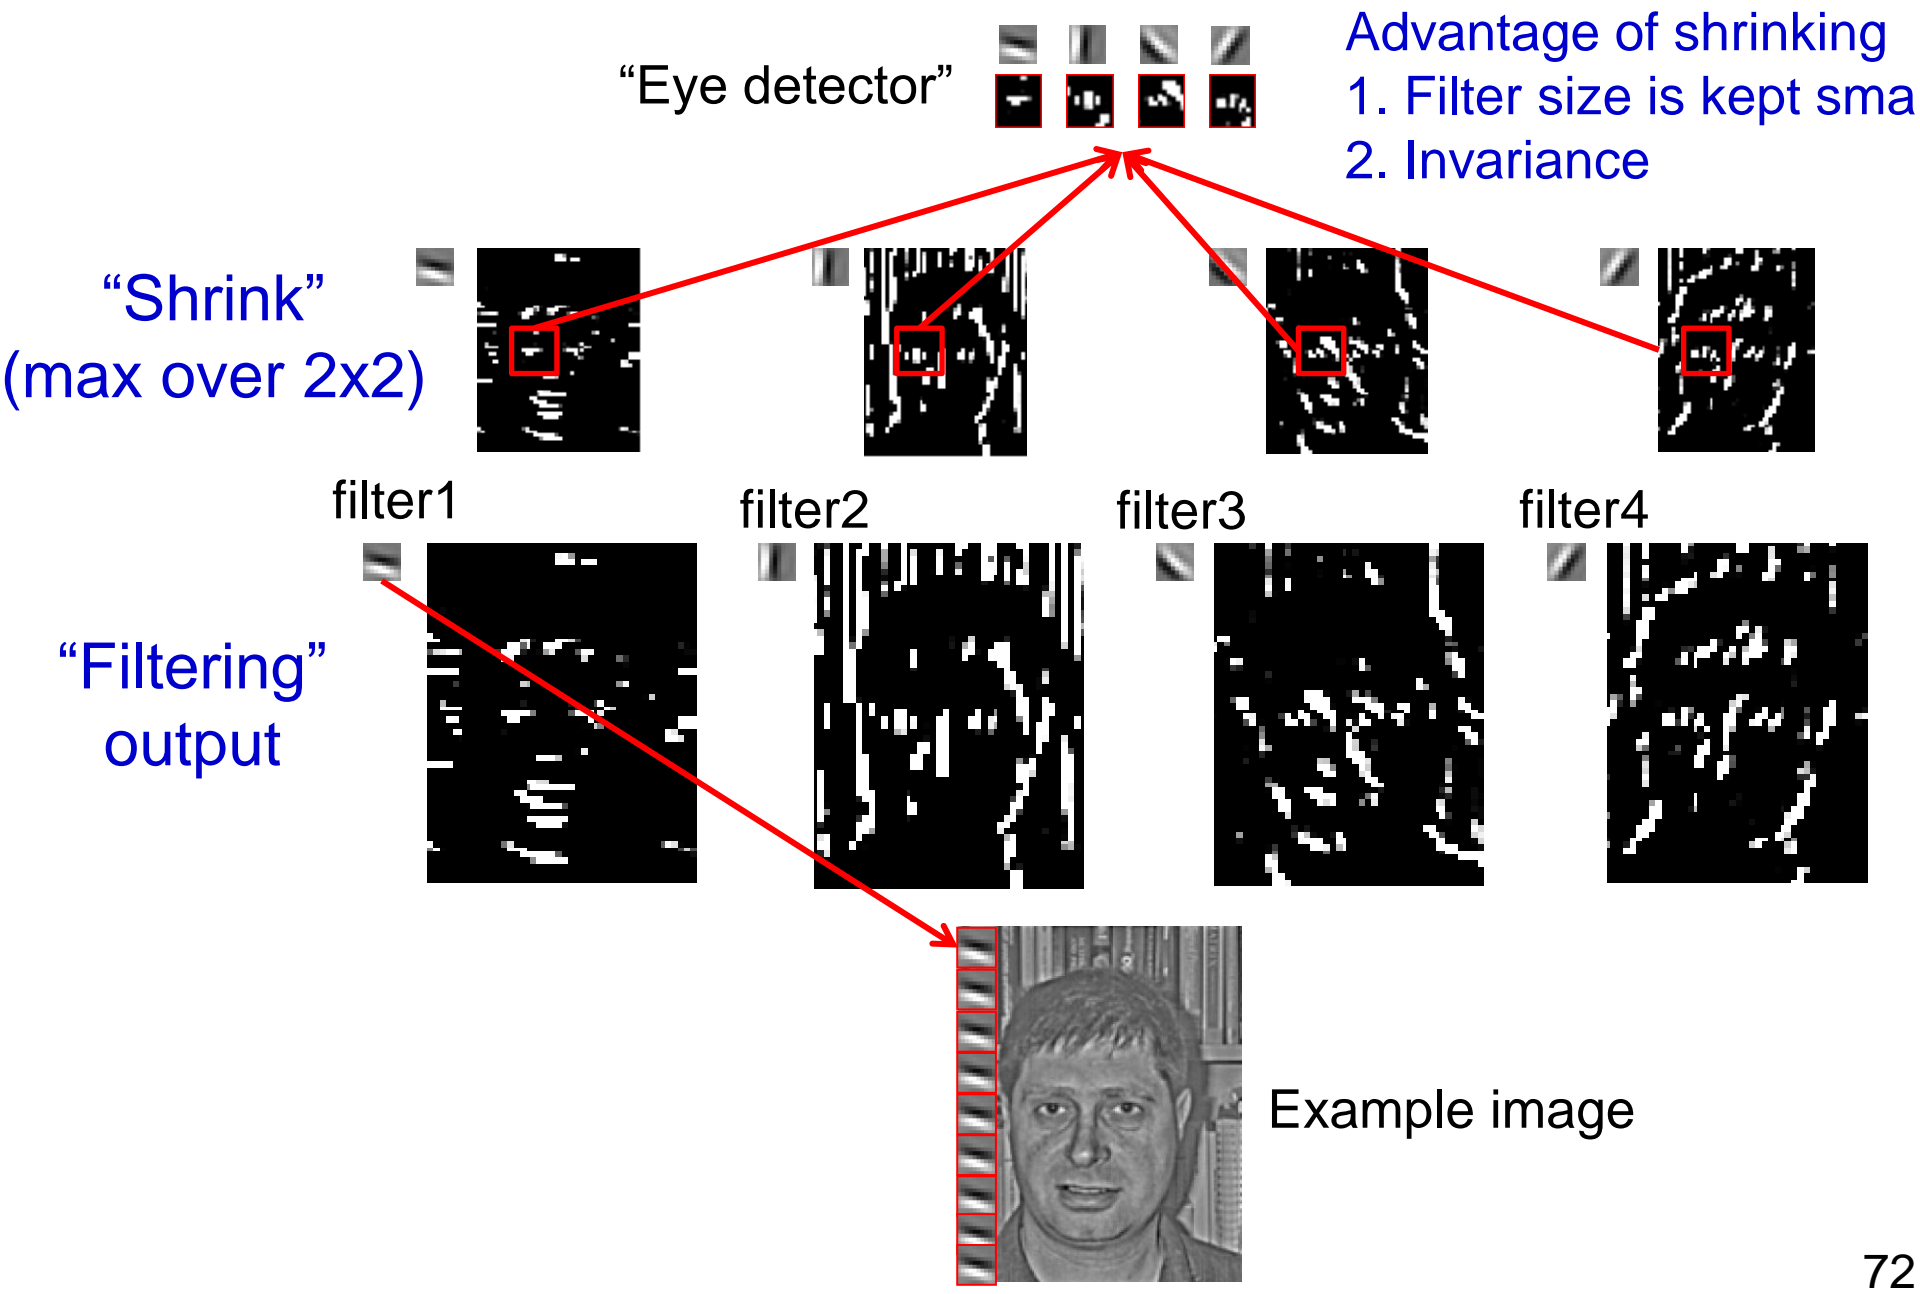 “Eye detector”
Advantage of shrinking
1. Filter size is kept sma
2. Invariance
“Shrink”
(max over 2x2)
filter1
filter2
filter3
filter4
“Filtering”
output
Example image
72